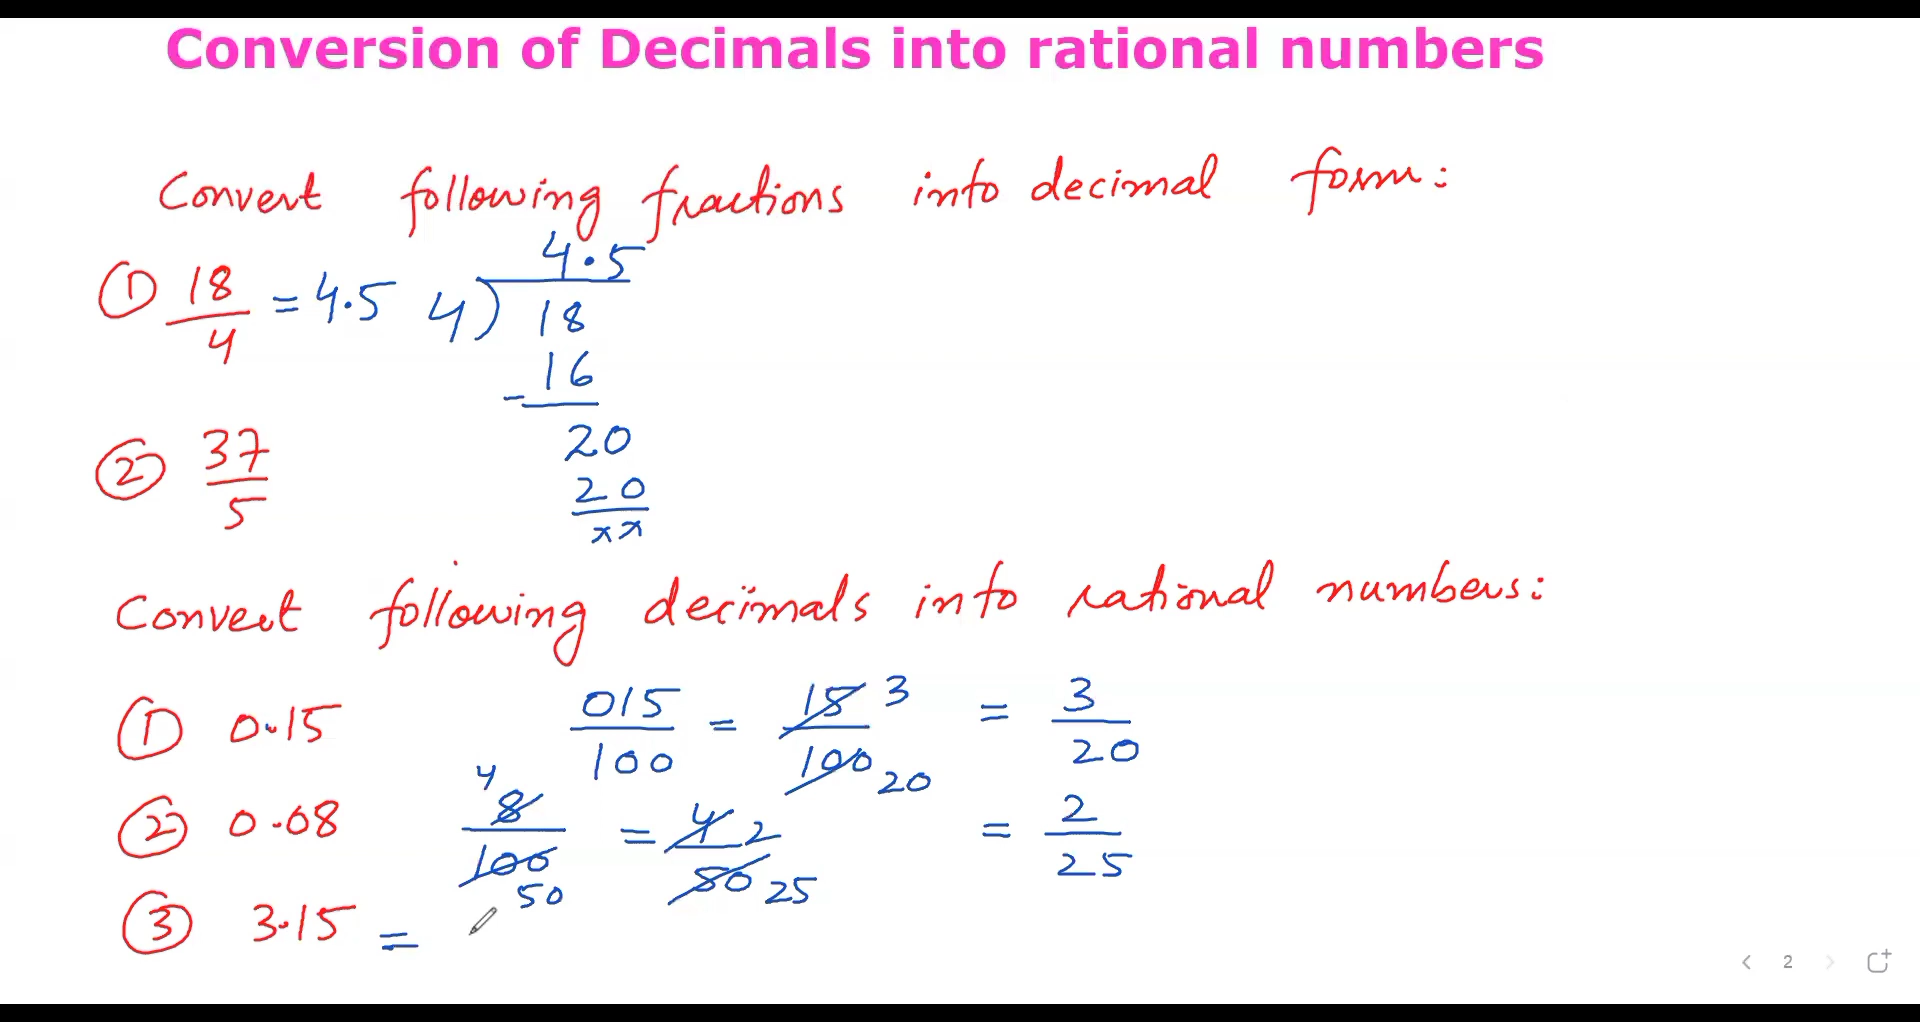 Conversion of Decimals into rational numbers
Convert following fractions into decimal form:
① 18/4 = 4.5
4.5
4) 18
- 16
20
20
x x
② 37/5
Convert following decimals into rational numbers:
① 0.15 015/100 = 15/100 3 20 = 3/20
② 0.08 4 8/100 50 = 4/50 2 25 = 2/25
③ 3.15 =
2